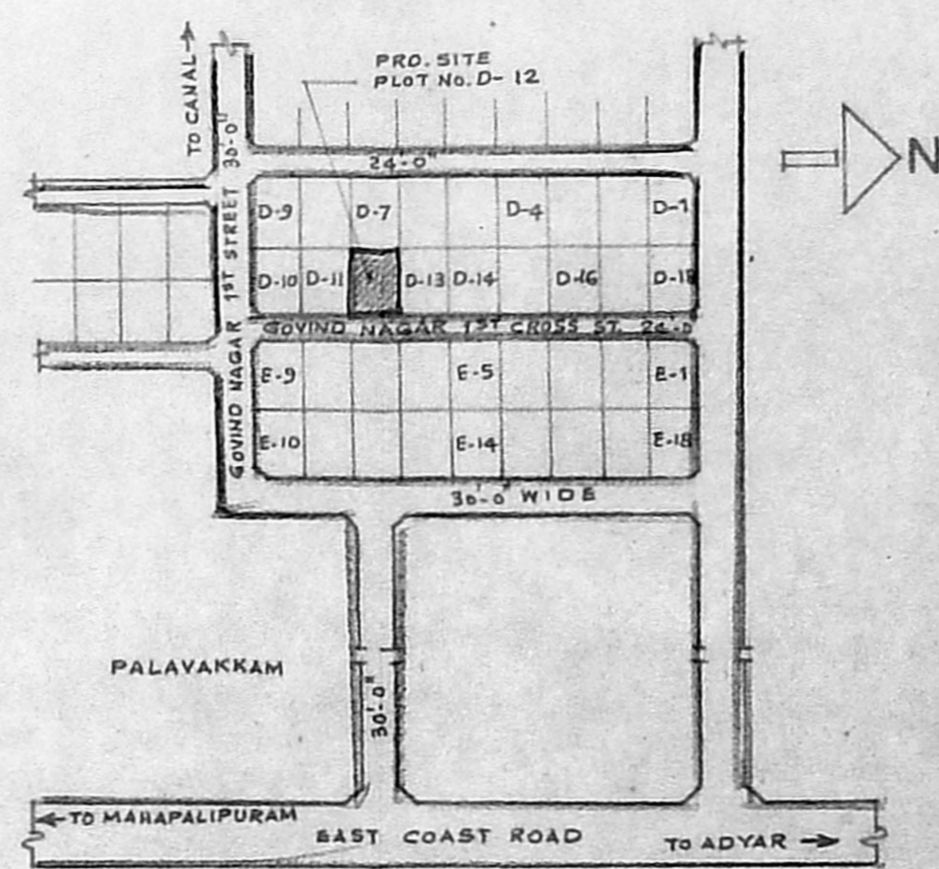 TO CANAL
PRO. SITE
PLOT No. D-12
N
30'-0"
24'-0"
GOVIND NAGAR 1ST STREET
D-9
D-7
D-4
D-1
D-10
D-11
D-13
D-14
D-16
D-18
GOVIND NAGAR 1ST CROSS ST. 24'-0
E-9
E-5
E-1
E-10
E-14
E-18
30'-0" WIDE
PALAVAKKAM
30'-0"
TO MAHAPALIPURAM
EAST COAST ROAD
TO ADYAR